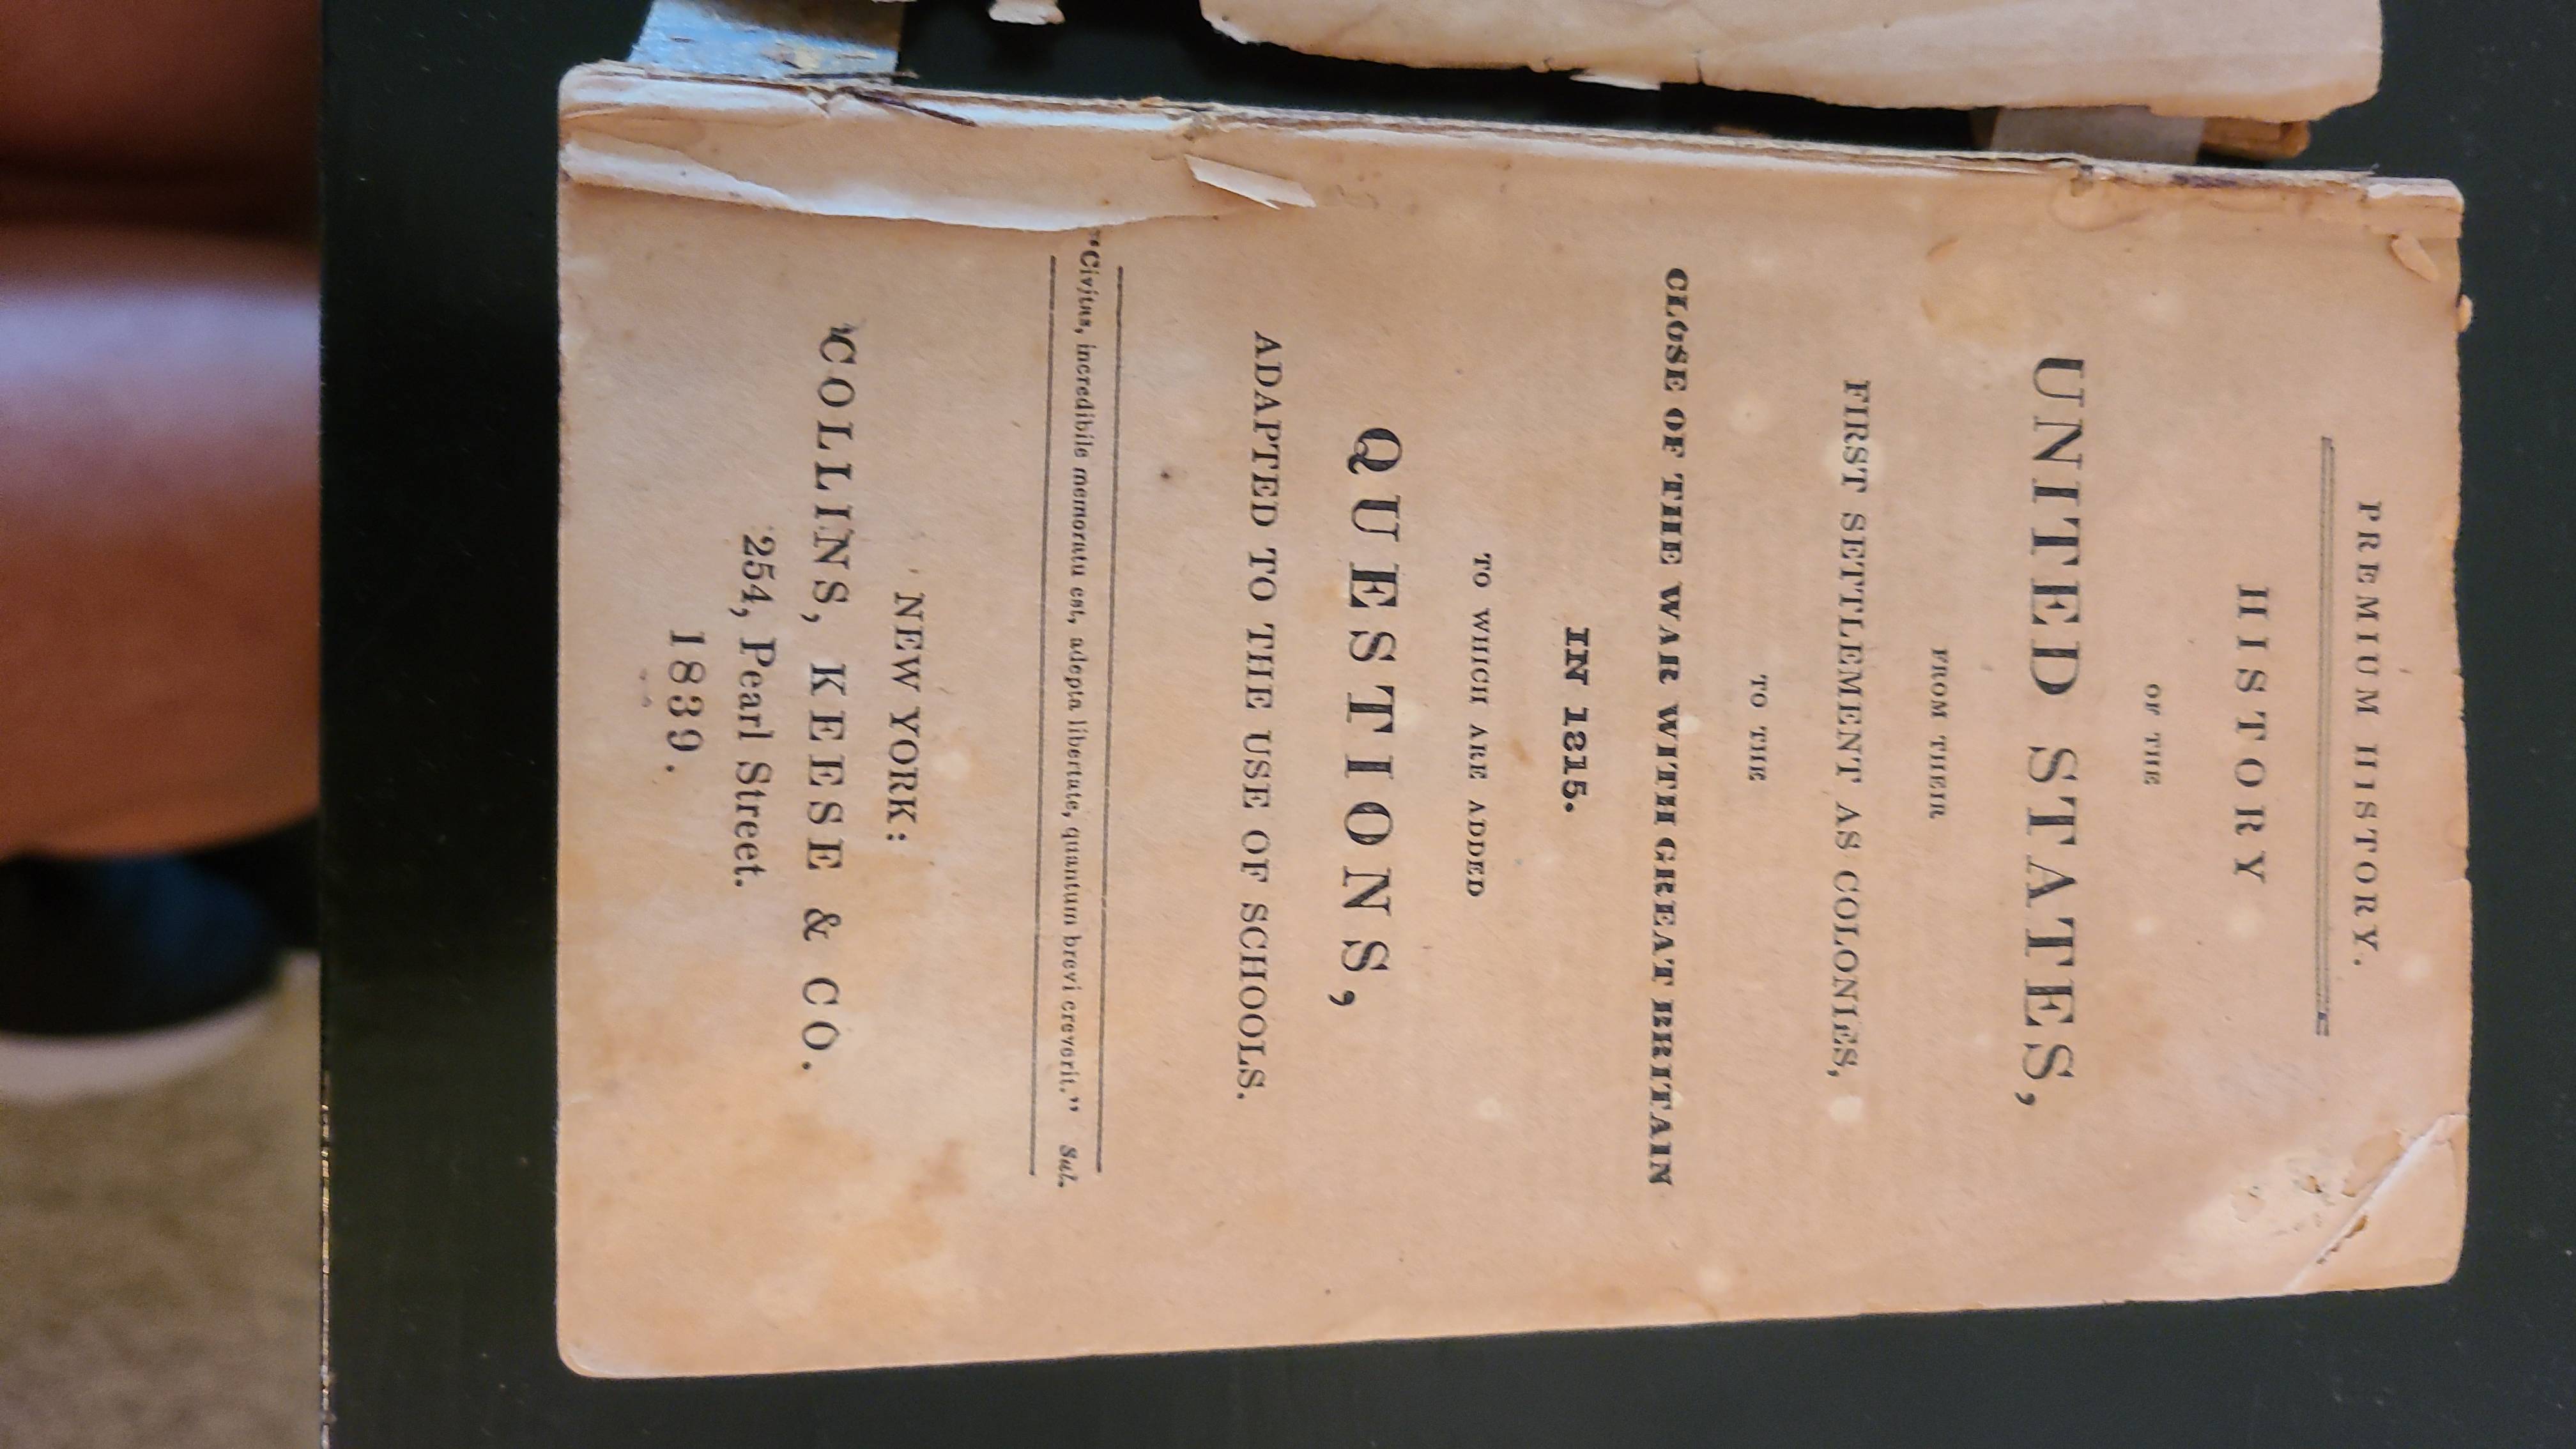 PREMIUM HISTORY.
HISTORY
OF THE
UNITED STATES,
FROM THEIR
FIRST SETTLEMENT AS COLONIES,
TO THE
CLOSE OF THE WAR WITH GREAT BRITAIN
IN 1815.
TO WHICH ARE ADDED
QUESTIONS,
ADAPTED TO THE USE OF SCHOOLS.
"Civitas, incredibile memoratu est, adepta libertate, quantum brevi creverit." Sal.
NEW YORK:
COLLINS, KEESE & CO.
254, Pearl Street.
1839.